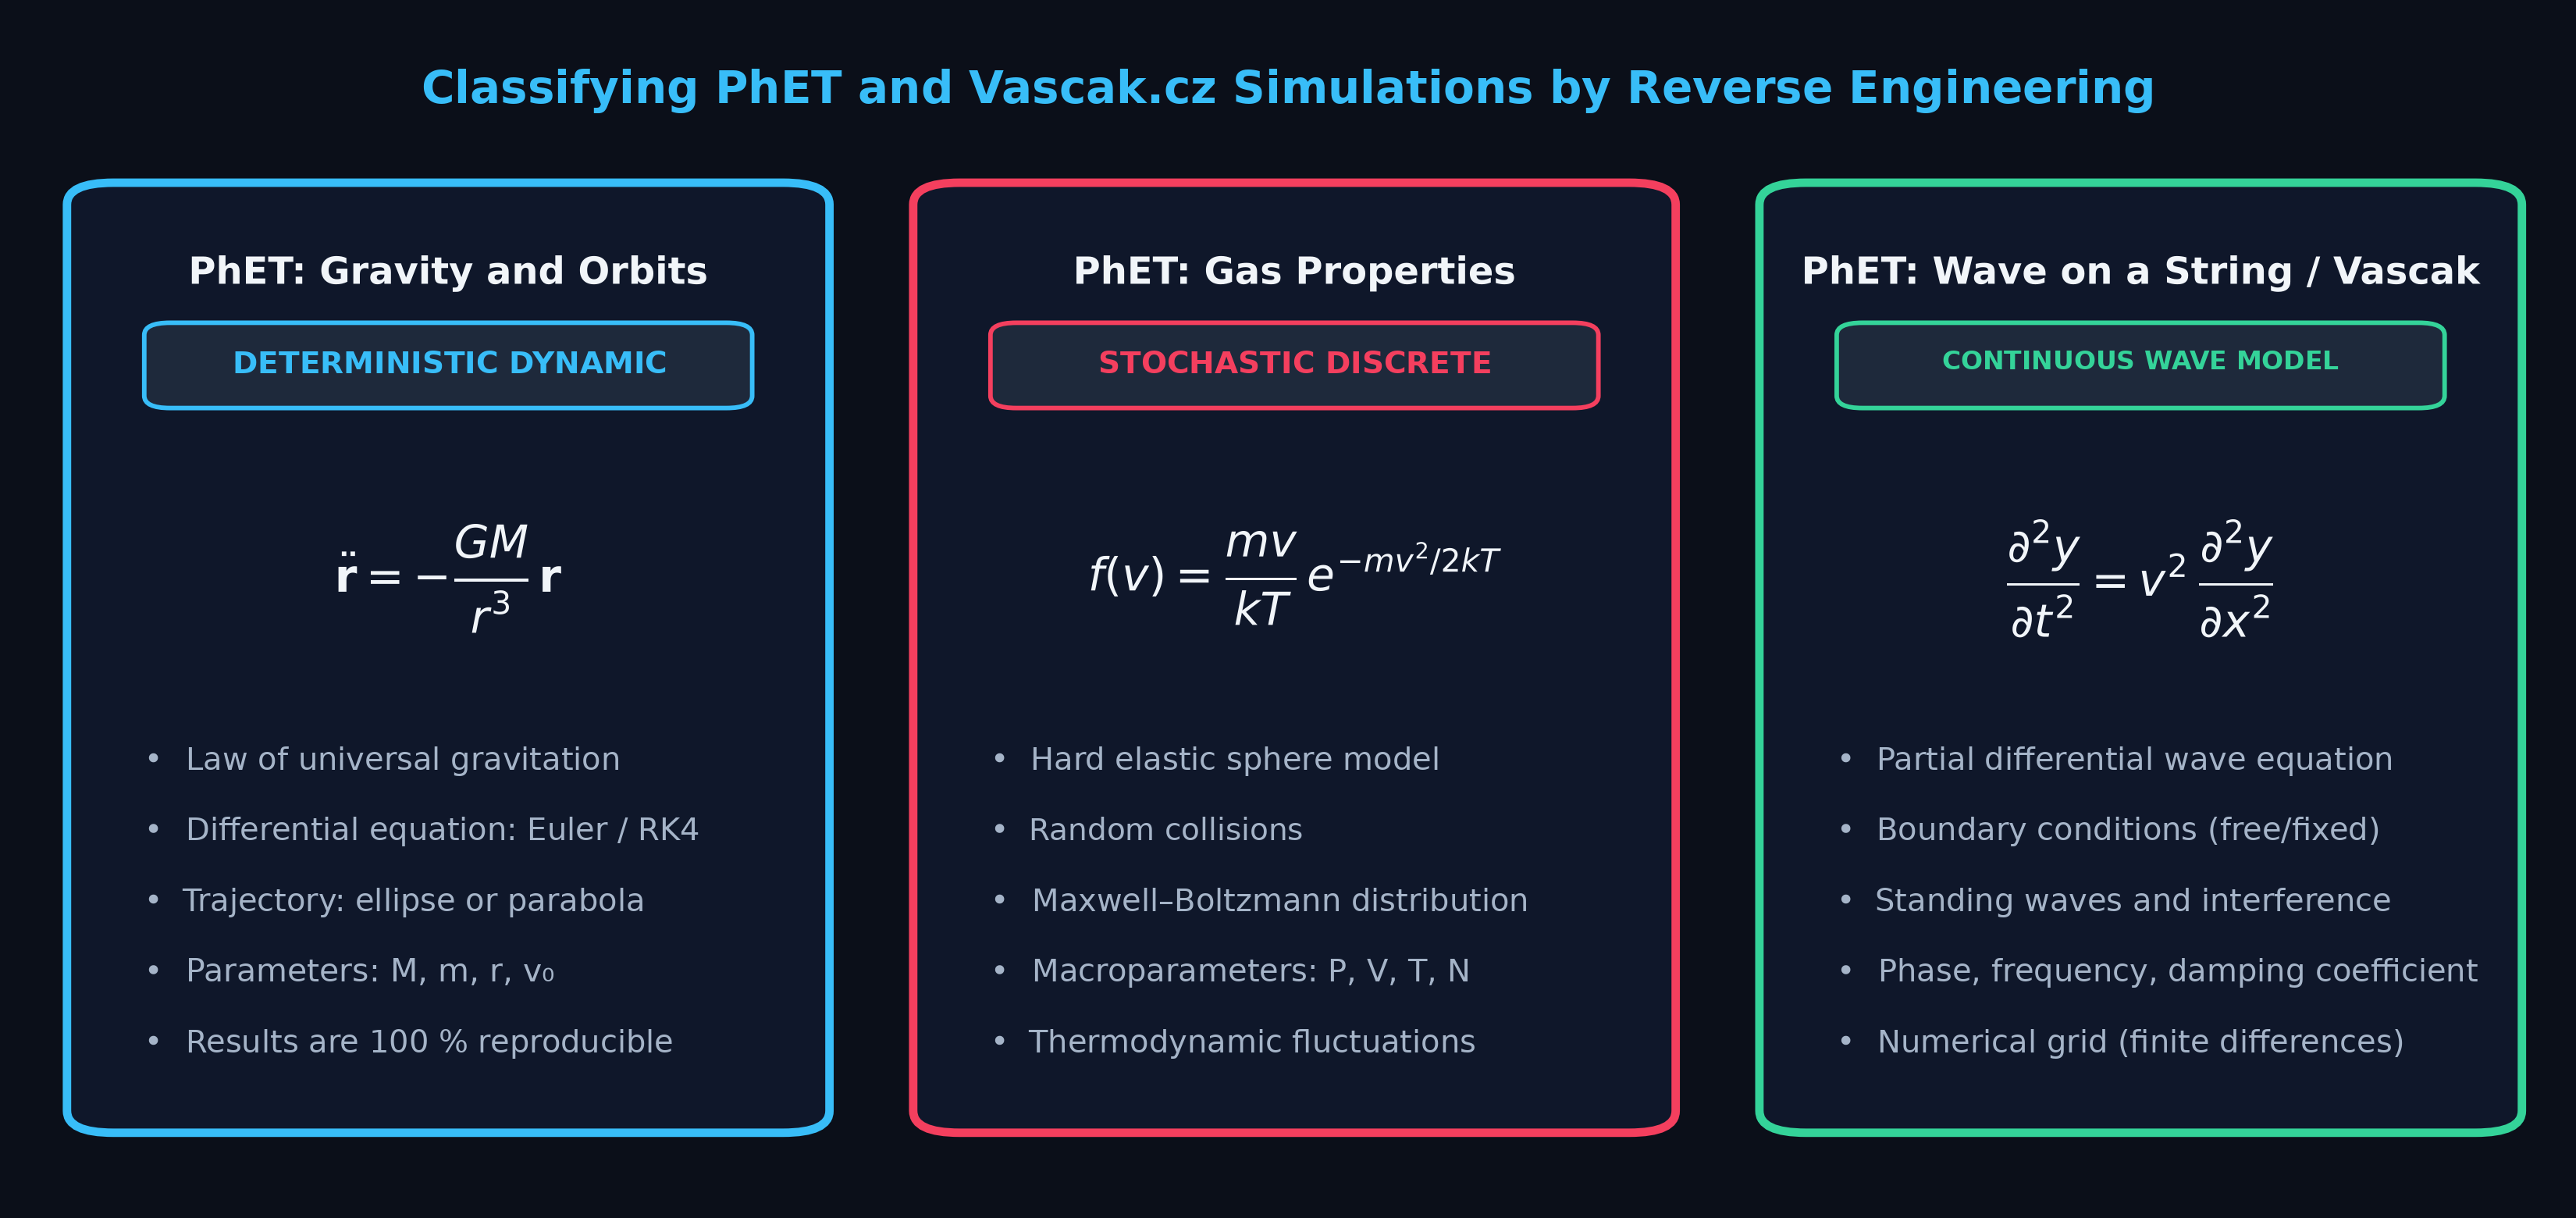 Classifying PhET and Vascak.cz Simulations by Reverse Engineering
PhET: Gravity and Orbits
DETERMINISTIC DYNAMIC
r̈ = −GM/r³ r
• Law of universal gravitation
• Differential equation: Euler / RK4
• Trajectory: ellipse or parabola
• Parameters: M, m, r, v₀
• Results are 100 % reproducible
PhET: Gas Properties
STOCHASTIC DISCRETE
f(v) = mv/kT e^(−mv²/2kT)
• Hard elastic sphere model
• Random collisions
• Maxwell–Boltzmann distribution
• Macroparameters: P, V, T, N
• Thermodynamic fluctuations
PhET: Wave on a String / Vascak
CONTINUOUS WAVE MODEL
∂²y/∂t² = v² ∂²y/∂x²
• Partial differential wave equation
• Boundary conditions (free/fixed)
• Standing waves and interference
• Phase, frequency, damping coefficient
• Numerical grid (finite differences)